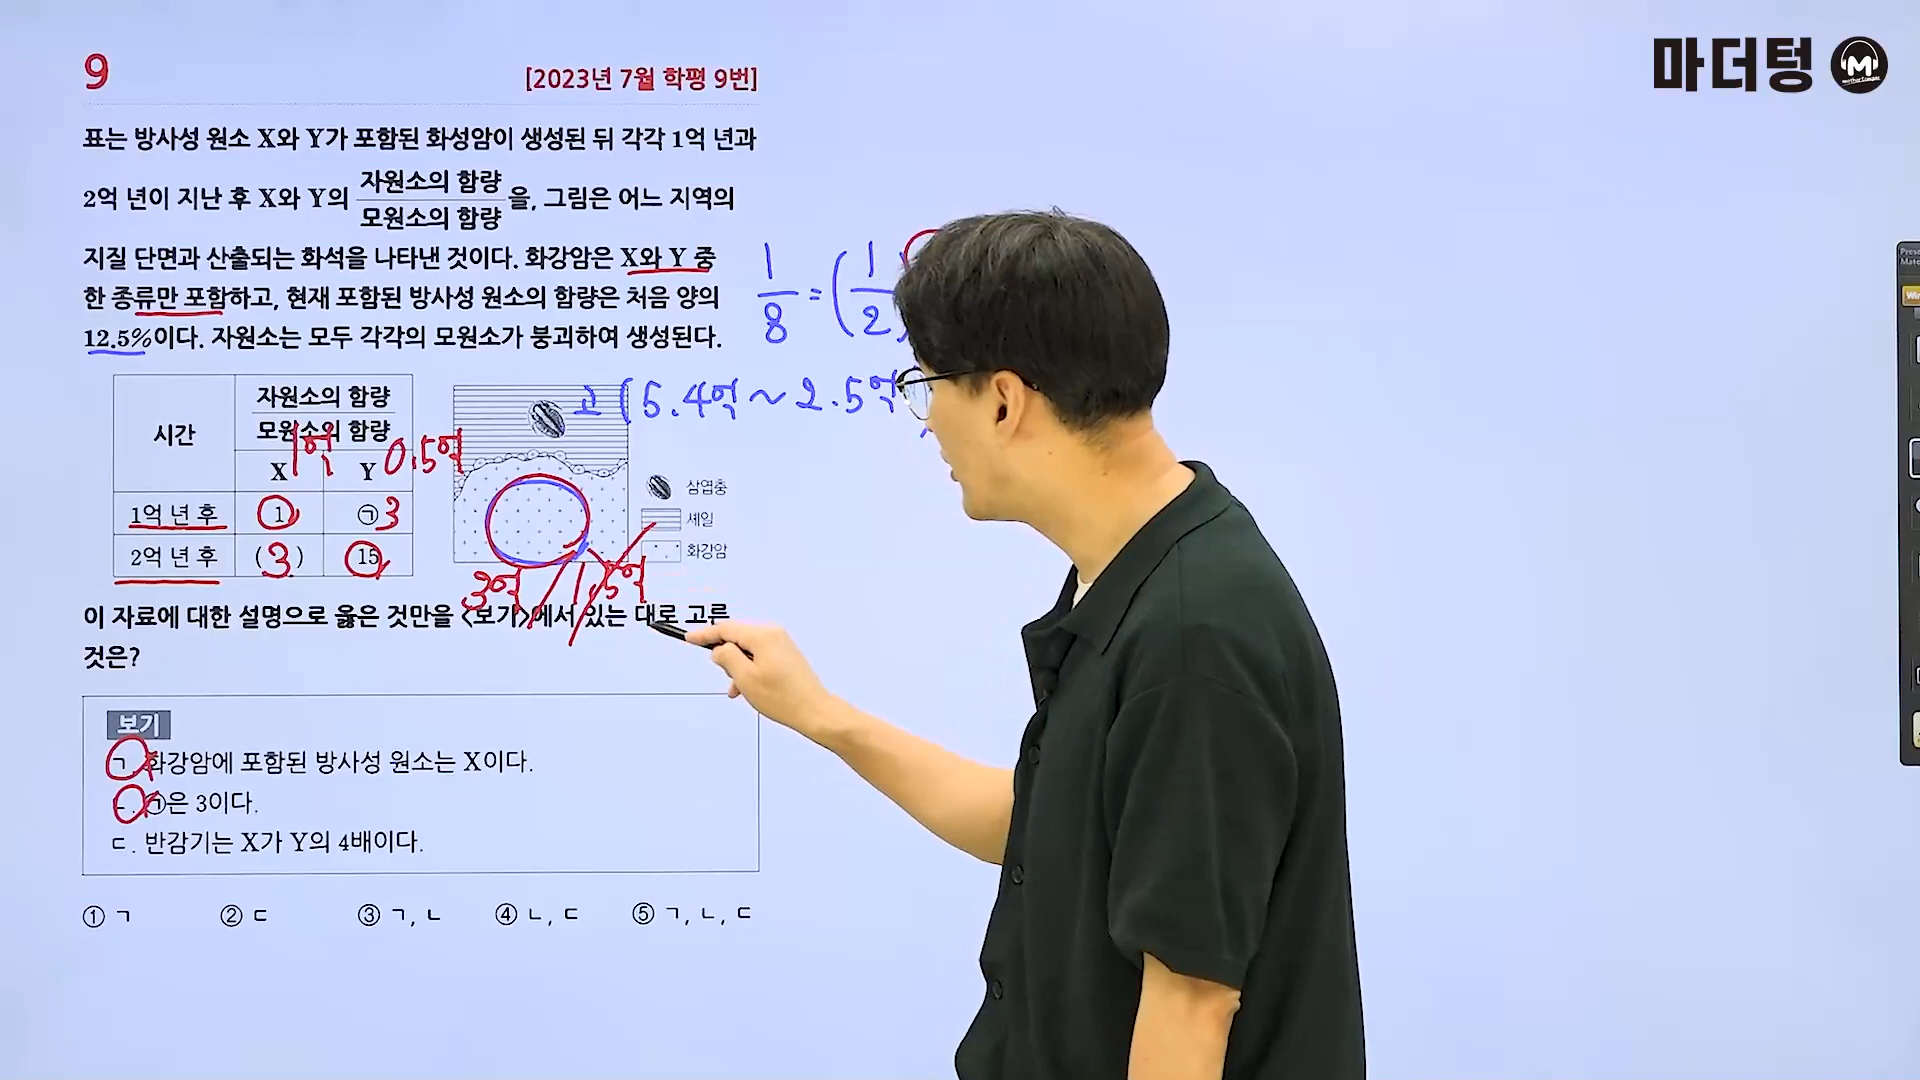 마더텅
9
[2023년 7월 학평 9번]
표는 방사성 원소 X와 Y가 포함된 화성암이 생성된 뒤 각각 1억 년과
2억 년이 지난 후 X와 Y의 자원소의 함량/모원소의 함량을, 그림은 어느 지역의
지질 단면과 산출되는 화석을 나타낸 것이다. 화강암은 X와 Y 중
한 종류만 포함하고, 현재 포함된 방사성 원소의 함량은 처음 양의
12.5%이다. 자원소는 모두 각각의 모원소가 붕괴하여 생성된다.
1/8 = (1/2)
고 (5.4억 ~ 2.5억
시간
자원소의 함량
모원소의 함량
X 1억 Y 0.5억
1억 년 후 1 ㉠ 3
2억 년 후 (3) 15
삼엽충
셰일
화강암
3억 1.5억
이 자료에 대한 설명으로 옳은 것만을 <보기>에서 있는 대로 고른
것은?
보기
ㄱ. 화강암에 포함된 방사성 원소는 X이다.
ㄴ. ㉠은 3이다.
ㄷ. 반감기는 X가 Y의 4배이다.
① ㄱ ② ㄷ ③ ㄱ, ㄴ ④ ㄴ, ㄷ ⑤ ㄱ, ㄴ, ㄷ